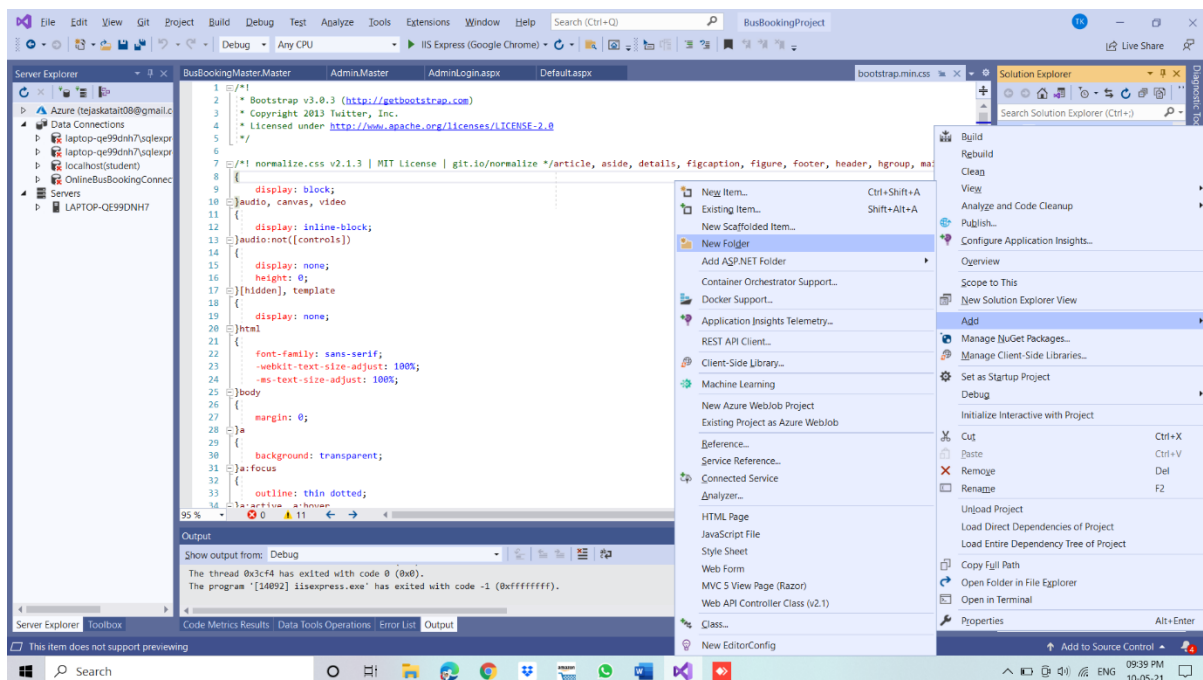 File Edit View Git Project Build Debug Test Analyze Tools Extensions Window Help Search (Ctrl+Q) BusBookingProject TK
Debug Any CPU IIS Express (Google Chrome) Live Share
Server Explorer
Azure (tejaskatait08@gmail.c
Data Connections
laptop-qe99dnh7\sqlexpr
laptop-qe99dnh7\sqlexpr
localhost(student)
OnlineBusBookingConnec
Servers
LAPTOP-QE99DNH7
BusBookingMaster.Master Admin.Master AdminLogin.aspx Default.aspx bootstrap.min.css
1 /*!
2 * Bootstrap v3.0.3 (http://getbootstrap.com)
3 * Copyright 2013 Twitter, Inc.
4 * Licensed under http://www.apache.org/licenses/LICENSE-2.0
5 */
6
7 /*! normalize.css v2.1.3 | MIT License | git.io/normalize */article, aside, details, figcaption, figure, footer, header, hgroup, mai
8 {
9 display: block;
10 }audio, canvas, video
11 {
12 display: inline-block;
13 }audio:not([controls])
14 {
15 display: none;
16 height: 0;
17 }[hidden], template
18 {
19 display: none;
20 }html
21 {
22 font-family: sans-serif;
23 -webkit-text-size-adjust: 100%;
24 -ms-text-size-adjust: 100%;
25 }body
26 {
27 margin: 0;
28 }a
29 {
30 background: transparent;
31 }a:focus
32 {
33 outline: thin dotted;
34 }a:active, a:hover
95 % 0 11
Output
Show output from: Debug
The thread 0x3cf4 has exited with code 0 (0x0).
The program '[14092] iisexpress.exe' has exited with code -1 (0xffffffff).
Server Explorer Toolbox
Code Metrics Results Data Tools Operations Error List Output
Solution Explorer
Search Solution Explorer (Ctrl+;)
Diagnostic Too
New Item... Ctrl+Shift+A
Existing Item... Shift+Alt+A
New Scaffolded Item...
New Folder
Add ASP.NET Folder
Container Orchestrator Support...
Docker Support...
Application Insights Telemetry...
REST API Client...
Client-Side Library...
Machine Learning
New Azure WebJob Project
Existing Project as Azure WebJob
Reference...
Service Reference...
Connected Service
Analyzer...
HTML Page
JavaScript File
Style Sheet
Web Form
MVC 5 View Page (Razor)
Web API Controller Class (v2.1)
Class...
New EditorConfig
Build
Rebuild
Clean
View
Analyze and Code Cleanup
Publish...
Configure Application Insights...
Overview
Scope to This
New Solution Explorer View
Add
Manage NuGet Packages...
Manage Client-Side Libraries...
Set as Startup Project
Debug
Initialize Interactive with Project
Cut Ctrl+X
Paste Ctrl+V
Remove Del
Rename F2
Unload Project
Load Direct Dependencies of Project
Load Entire Dependency Tree of Project
Copy Full Path
Open Folder in File Explorer
Open in Terminal
Properties Alt+Enter
This item does not support previewing Add to Source Control
Search ENG 09:39 PM
10-05-21